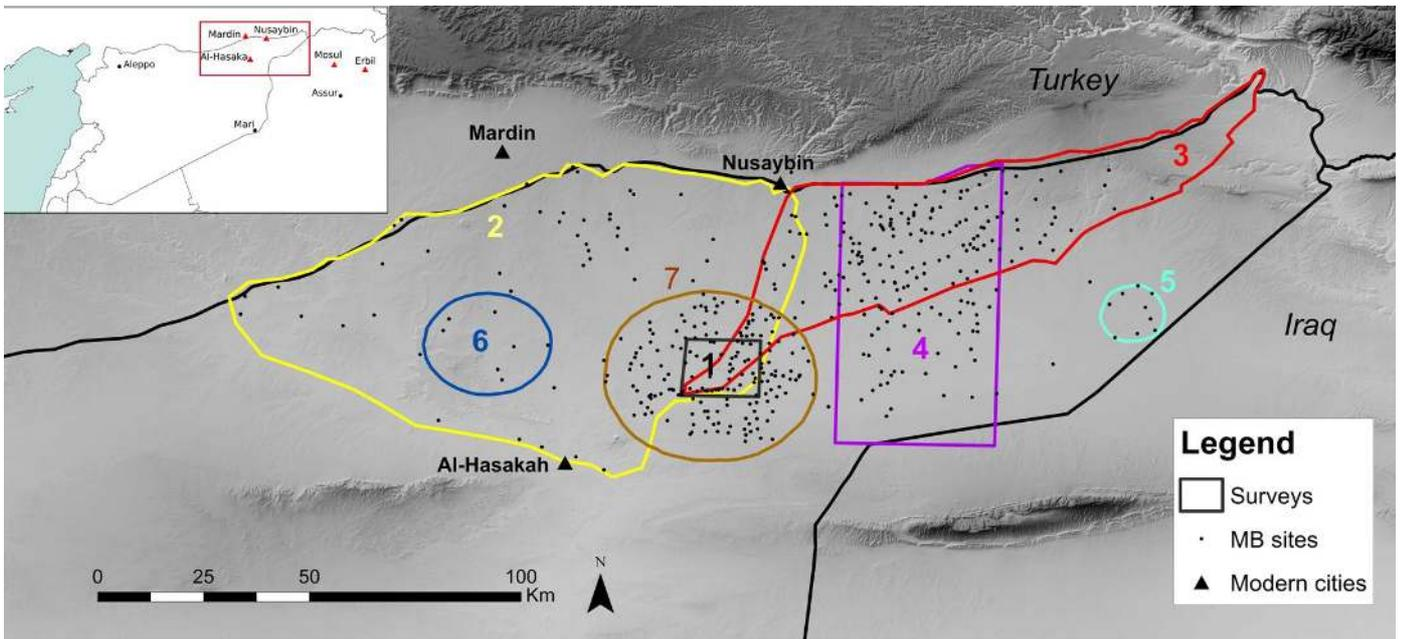 Mardin
Nusaybin
Al-Hasaka
Mosul
Erbil
Aleppo
Assur
Mari
Turkey
Mardin
Nusaybin
3
2
7
5
Iraq
6
1
4
Al-Hasakah
Legend
Surveys
MB sites
Modern cities
N
0 25 50 100
Km